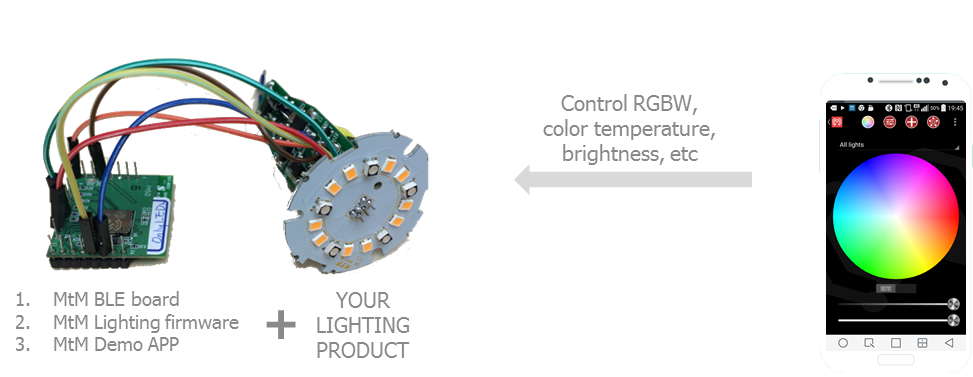 Control RGBW,
color temperature,
brightness, etc
50% 19:45
All lights
1. MtM BLE board
2. MtM Lighting firmware
3. MtM Demo APP
+
YOUR
LIGHTING
PRODUCT